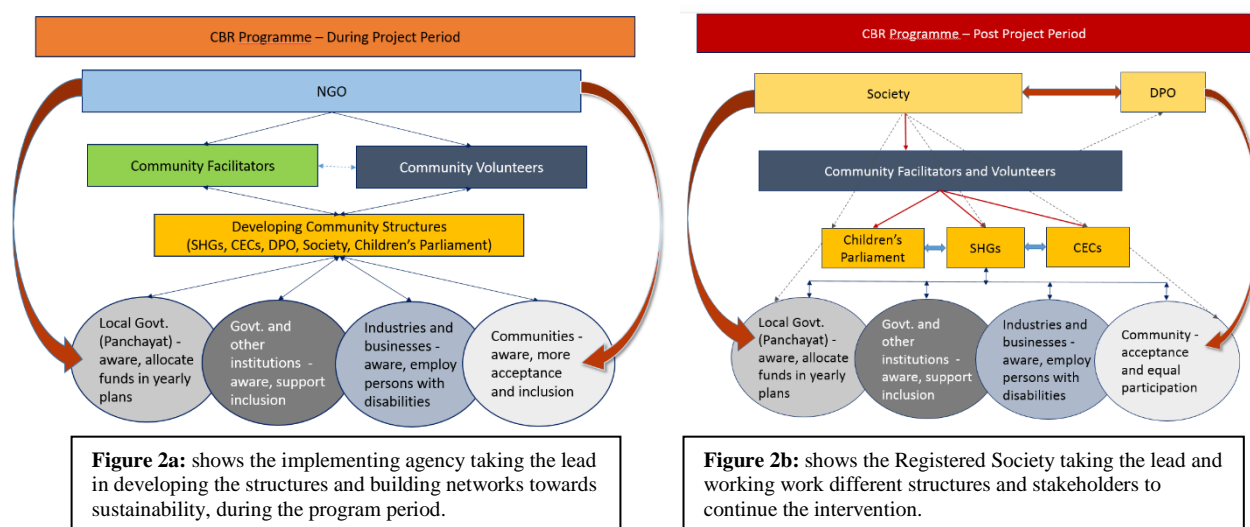 CBR Programme – During Project Period
NGO
Community Facilitators
Community Volunteers
Developing Community Structures
(SHGs, CECs, DPO, Society, Children's Parliament)
Local Govt.
(Panchayat) -
aware, allocate
funds in yearly
plans
Govt. and
other
institutions -
aware, support
inclusion
Industries and
businesses -
aware, employ
persons with
disabilities
Communities -
aware, more
acceptance
and inclusion
Figure 2a: shows the implementing agency taking the lead
in developing the structures and building networks towards
sustainability, during the program period.
CBR Programme – Post Project Period
Society
DPO
Community Facilitators and Volunteers
Children's
Parliament
SHGs
CECs
Local Govt.
(Panchayat) -
aware, allocate
funds in yearly
plans
Govt. and
other
institutions -
aware, support
inclusion
Industries and
businesses -
aware, employ
persons with
disabilities
Community -
acceptance
and equal
participation
Figure 2b: shows the Registered Society taking the lead and
working work different structures and stakeholders to
continue the intervention.